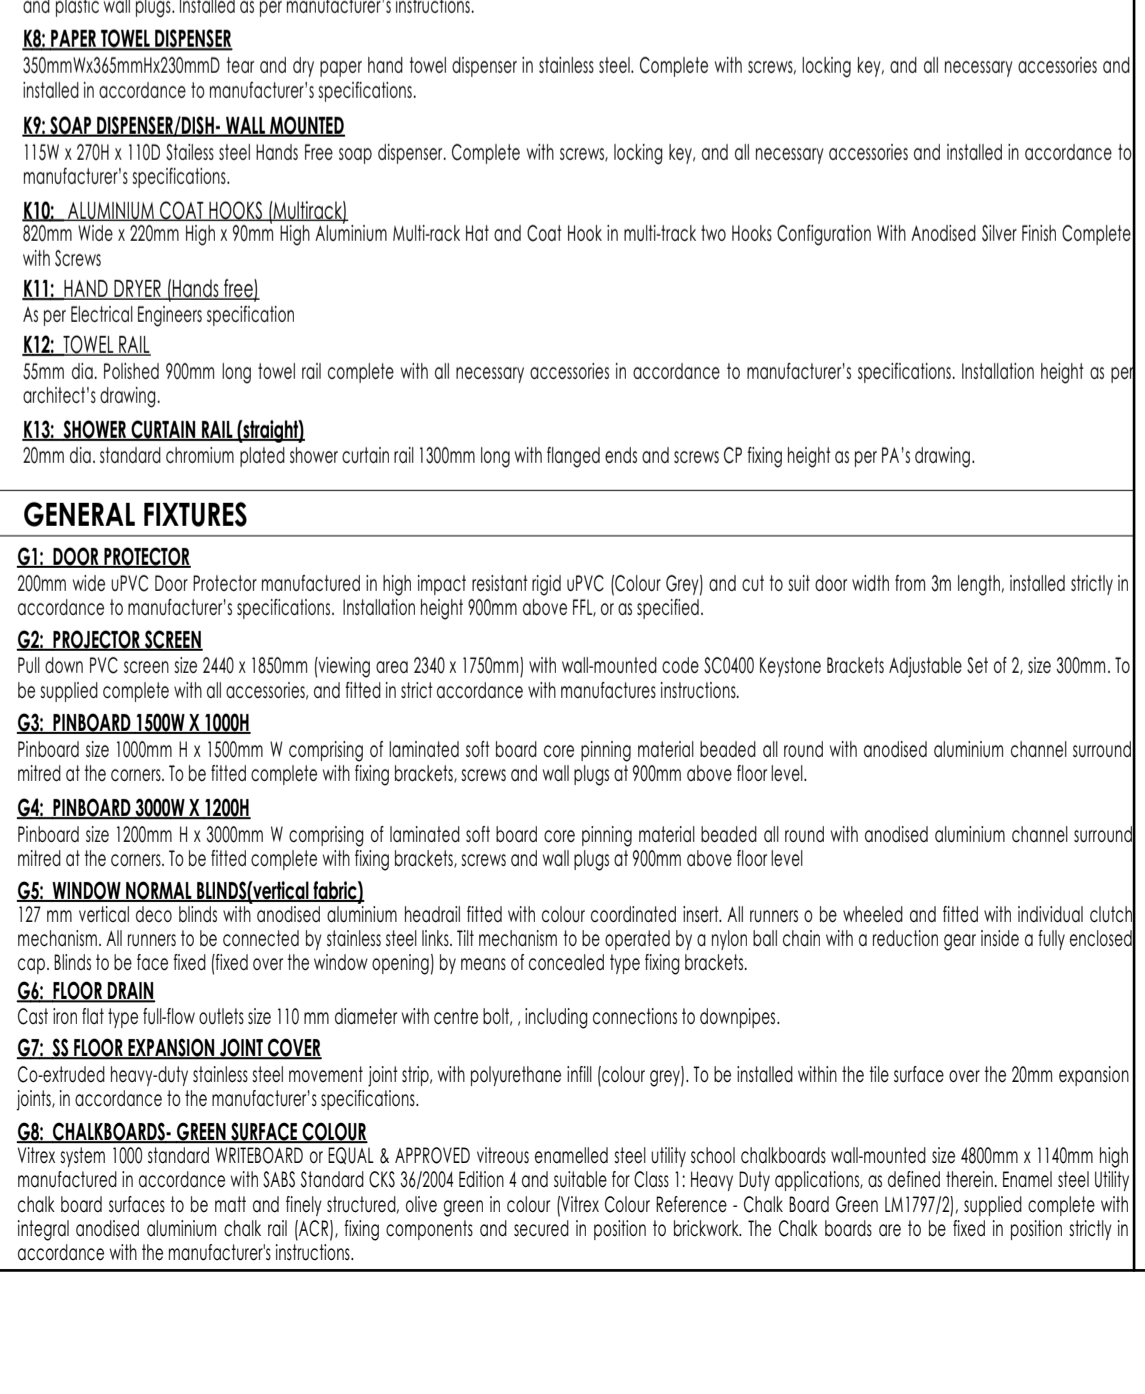 and plastic wall plugs. Installed as per manufacturer's instructions.
K8: PAPER TOWEL DISPENSER
350mmWx365mmHx230mmD tear and dry paper hand towel dispenser in stainless steel. Complete with screws, locking key, and all necessary accessories and
installed in accordance to manufacturer's specifications.
K9: SOAP DISPENSER/DISH- WALL MOUNTED
115W x 270H x 110D Stailess steel Hands Free soap dispenser. Complete with screws, locking key, and all necessary accessories and installed in accordance to
manufacturer's specifications.
K10: ALUMINIUM COAT HOOKS (Multirack)
820mm Wide x 220mm High x 90mm High Aluminium Multi-rack Hat and Coat Hook in multi-track two Hooks Configuration With Anodised Silver Finish Complete
with Screws
K11: HAND DRYER (Hands free)
As per Electrical Engineers specification
K12: TOWEL RAIL
55mm dia. Polished 900mm long towel rail complete with all necessary accessories in accordance to manufacturer's specifications. Installation height as per
architect's drawing.
K13: SHOWER CURTAIN RAIL (straight)
20mm dia. standard chromium plated shower curtain rail 1300mm long with flanged ends and screws CP fixing height as per PA's drawing.
GENERAL FIXTURES
G1: DOOR PROTECTOR
200mm wide uPVC Door Protector manufactured in high impact resistant rigid uPVC (Colour Grey) and cut to suit door width from 3m length, installed strictly in
accordance to manufacturer's specifications. Installation height 900mm above FFL, or as specified.
G2: PROJECTOR SCREEN
Pull down PVC screen size 2440 x 1850mm (viewing area 2340 x 1750mm) with wall-mounted code SC0400 Keystone Brackets Adjustable Set of 2, size 300mm. To
be supplied complete with all accessories, and fitted in strict accordance with manufactures instructions.
G3: PINBOARD 1500W X 1000H
Pinboard size 1000mm H x 1500mm W comprising of laminated soft board core pinning material beaded all round with anodised aluminium channel surround
mitred at the corners. To be fitted complete with fixing brackets, screws and wall plugs at 900mm above floor level.
G4: PINBOARD 3000W X 1200H
Pinboard size 1200mm H x 3000mm W comprising of laminated soft board core pinning material beaded all round with anodised aluminium channel surround
mitred at the corners. To be fitted complete with fixing brackets, screws and wall plugs at 900mm above floor level
G5: WINDOW NORMAL BLINDS(vertical fabric)
127 mm vertical deco blinds with anodised aluminium headrail fitted with colour coordinated insert. All runners o be wheeled and fitted with individual clutch
mechanism. All runners to be connected by stainless steel links. Tilt mechanism to be operated by a nylon ball chain with a reduction gear inside a fully enclosed
cap. Blinds to be face fixed (fixed over the window opening) by means of concealed type fixing brackets.
G6: FLOOR DRAIN
Cast iron flat type full-flow outlets size 110 mm diameter with centre bolt, , including connections to downpipes.
G7: SS FLOOR EXPANSION JOINT COVER
Co-extruded heavy-duty stainless steel movement joint strip, with polyurethane infill (colour grey). To be installed within the tile surface over the 20mm expansion
joints, in accordance to the manufacturer's specifications.
G8: CHALKBOARDS- GREEN SURFACE COLOUR
Vitrex system 1000 standard WRITEBOARD or EQUAL & APPROVED vitreous enamelled steel utility school chalkboards wall-mounted size 4800mm x 1140mm high
manufactured in accordance with SABS Standard CKS 36/2004 Edition 4 and suitable for Class 1: Heavy Duty applications, as defined therein. Enamel steel Utility
chalk board surfaces to be matt and finely structured, olive green in colour (Vitrex Colour Reference - Chalk Board Green LM1797/2), supplied complete with
integral anodised aluminium chalk rail (ACR), fixing components and secured in position to brickwork. The Chalk boards are to be fixed in position strictly in
accordance with the manufacturer's instructions.